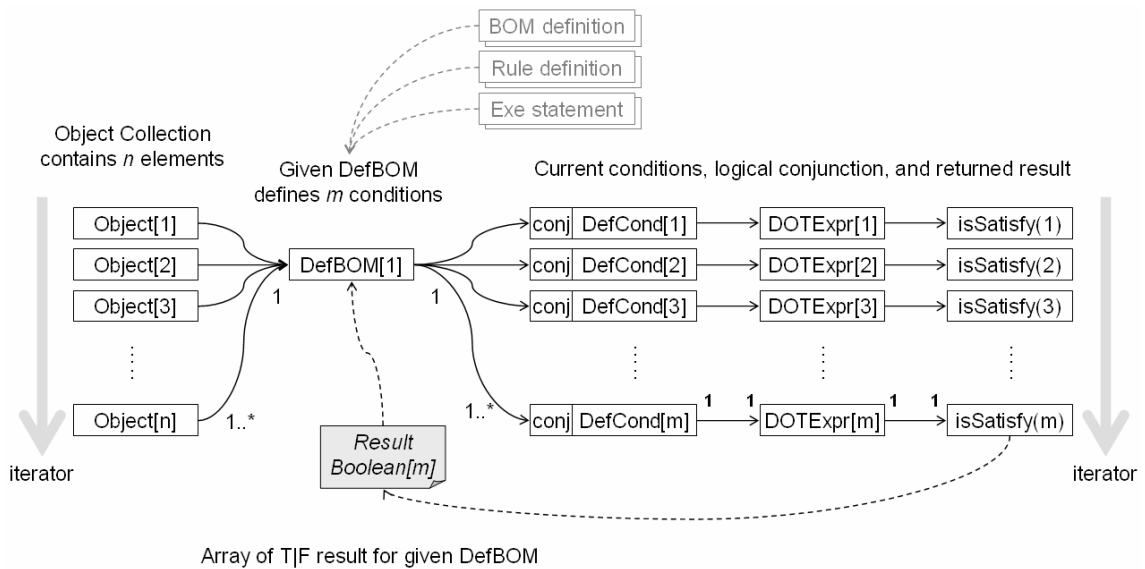 BOM definition
Rule definition
Exe statement
Object Collection
contains n elements
Given DefBOM
defines m conditions
Current conditions, logical conjunction, and returned result
Object[1]
conj DefCond[1] DOTExpr[1] isSatisfy(1)
Object[2] DefBOM[1] conj DefCond[2] DOTExpr[2] isSatisfy(2)
1 1
Object[3] conj DefCond[3] DOTExpr[3] isSatisfy(3)
1..* 1..* 1 1 1 1
Object[n] conj DefCond[m] DOTExpr[m] isSatisfy(m)
Result
Boolean[m]
iterator iterator
Array of T|F result for given DefBOM